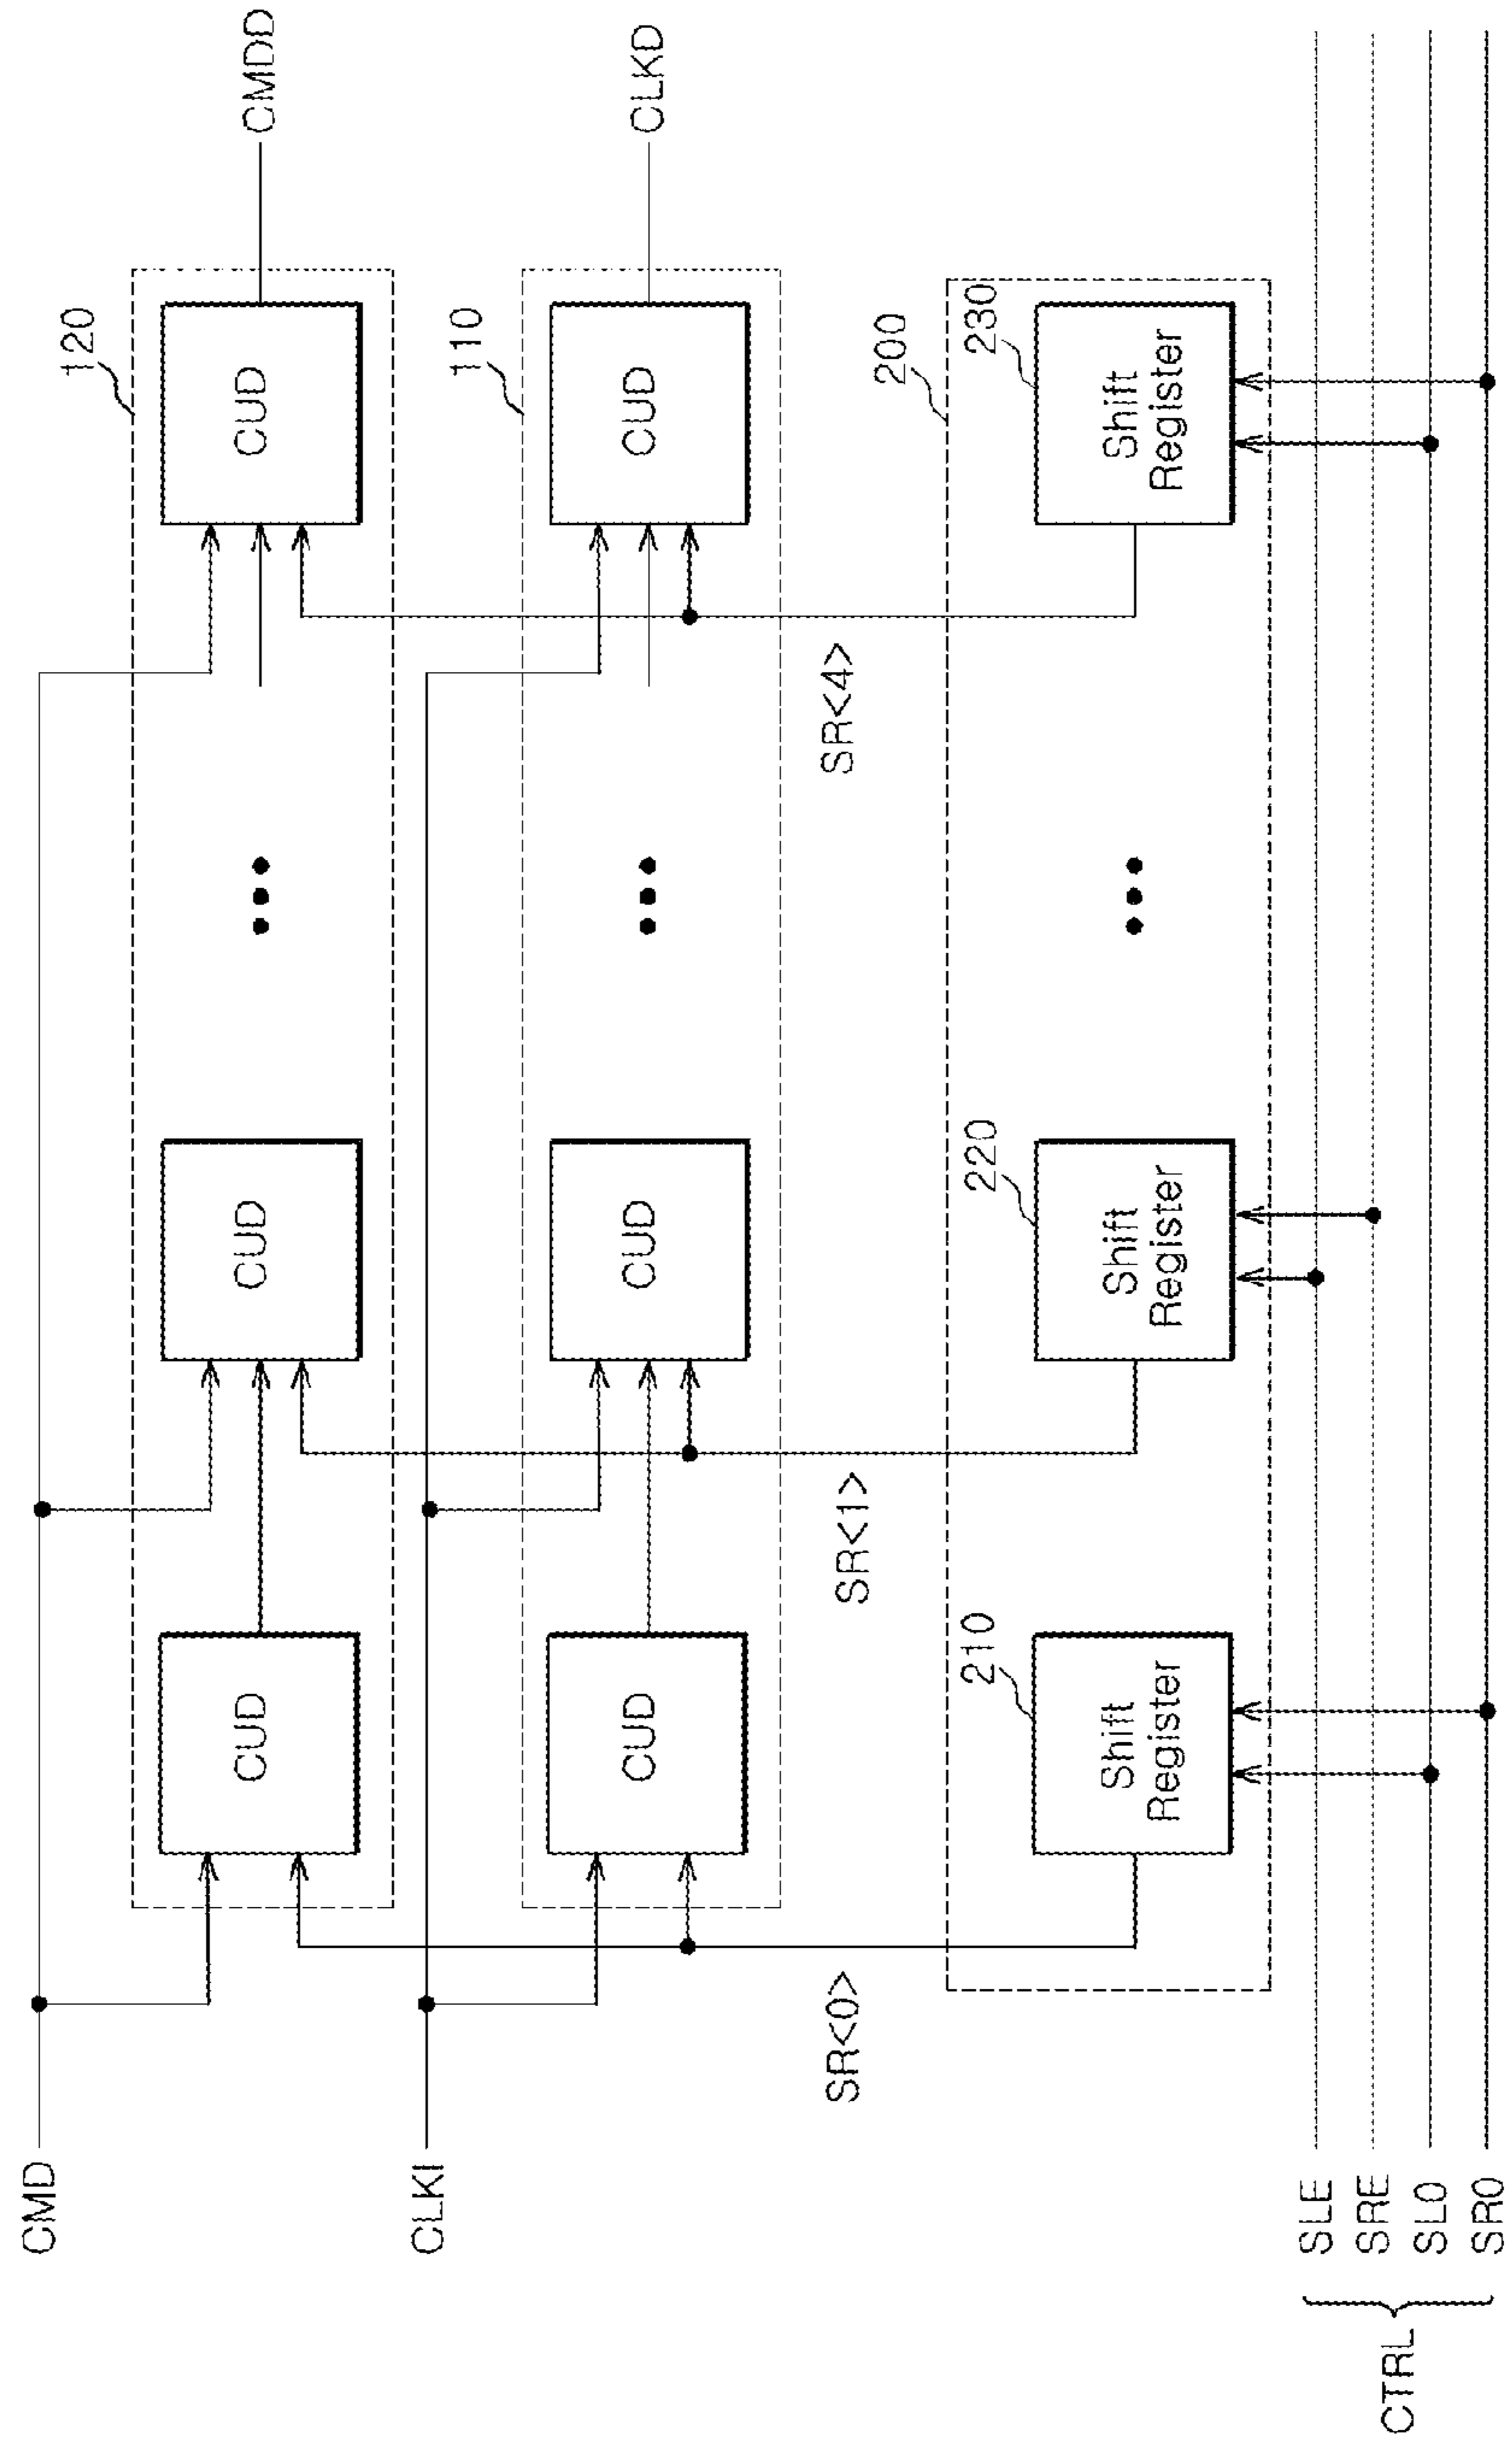 CMD
120
CUD
CUD
CUD
CMDD
CLKI
110
CUD
CUD
CUD
CLKD
SR<0>
SR<1>
SR<4>
200
210
220
230
Shift
Register
Shift
Register
Shift
Register
CTRL
SLE
SRE
SLO
SRO